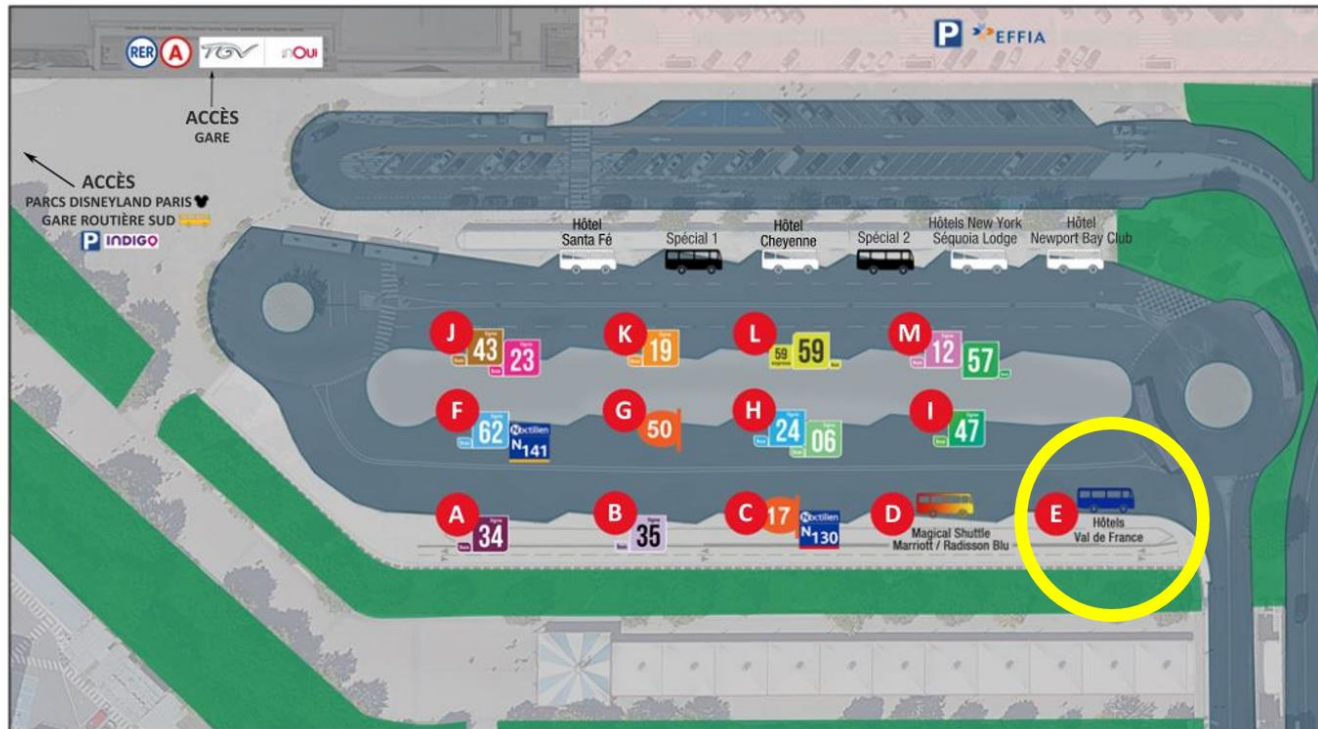 RER A TGV inOui
P EFFIA
ACCÈS
GARE
ACCÈS
PARCS DISNEYLAND PARIS
GARE ROUTIÈRE SUD
P INDIGO
Hôtel
Santa Fé
Spécial 1
Hôtel
Cheyenne
Spécial 2
Hôtels New York
Séquoia Lodge
Hôtel
Newport Bay Club
J 43 23
K 19
L 59 59
M 12 57
F 62 Noctilien N141
G 50
H 24 06
I 47
A 34
B 35
C 17 Noctilien N130
D
Magical Shuttle
Marriott / Radisson Blu
E
Hôtels
Val de France